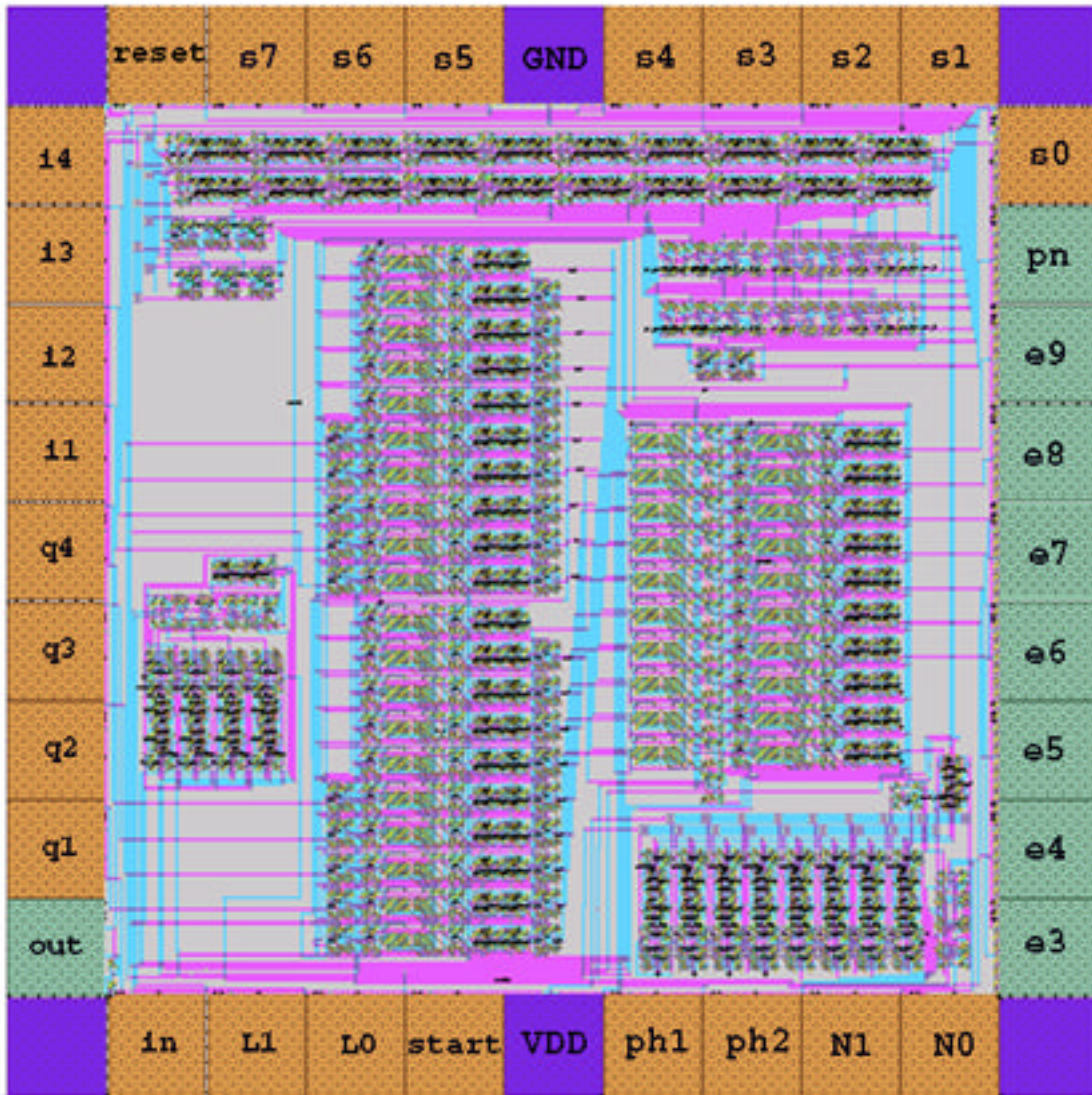 reset s7 s6 s5 GND s4 s3 s2 s1
i4 s0
i3 pn
i2 e9
i1 e8
q4 e7
q3 e6
q2 e5
q1 e4
out e3
in L1 L0 start VDD ph1 ph2 N1 N0